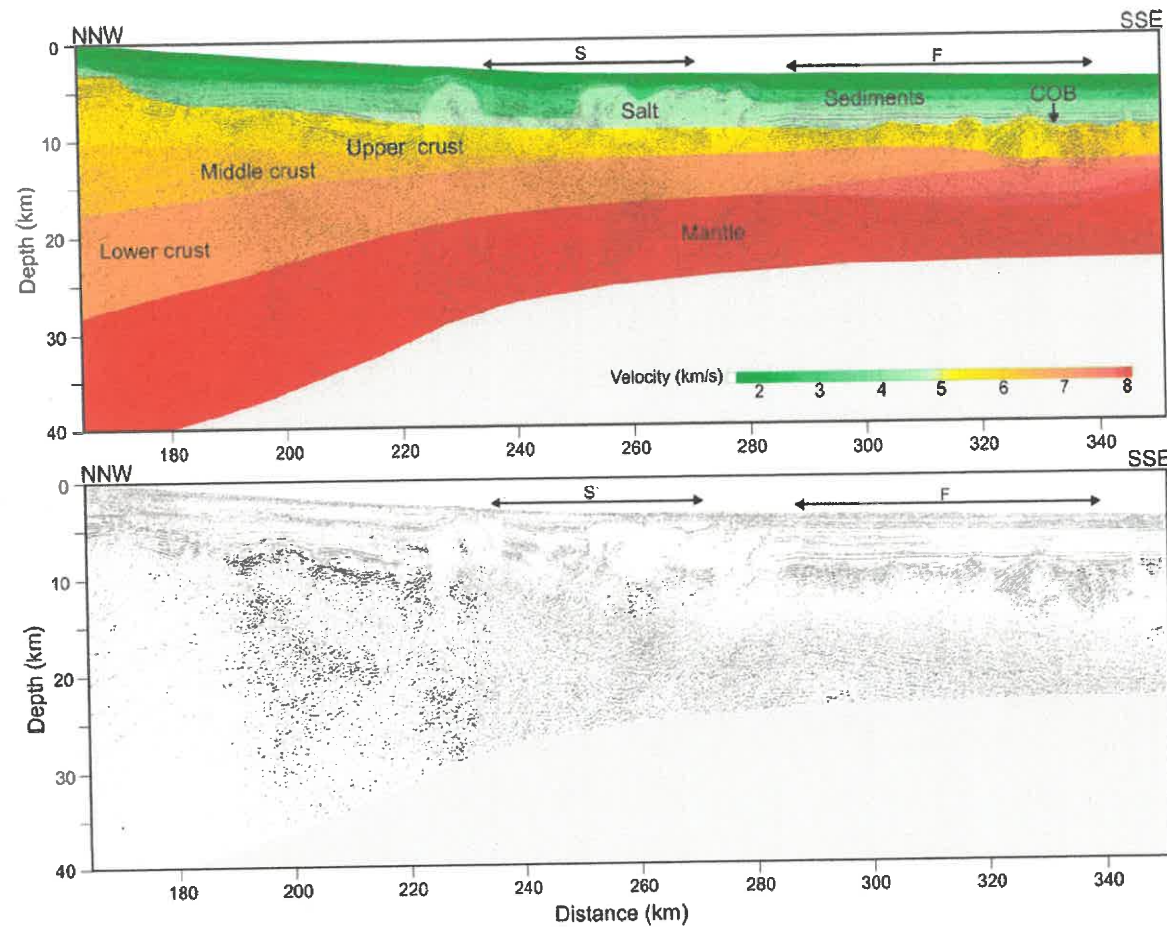 NNW SSE
0
S F
Salt Sediments COB
10
Upper crust
Middle crust
Mantle
20
Lower crust
Depth (km)
30
Velocity (km/s)
2 3 4 5 6 7 8
40
180 200 220 240 260 280 300 320 340
NNW SSE
0
S F
10
Depth (km)
20
30
40
180 200 220 240 260 280 300 320 340
Distance (km)